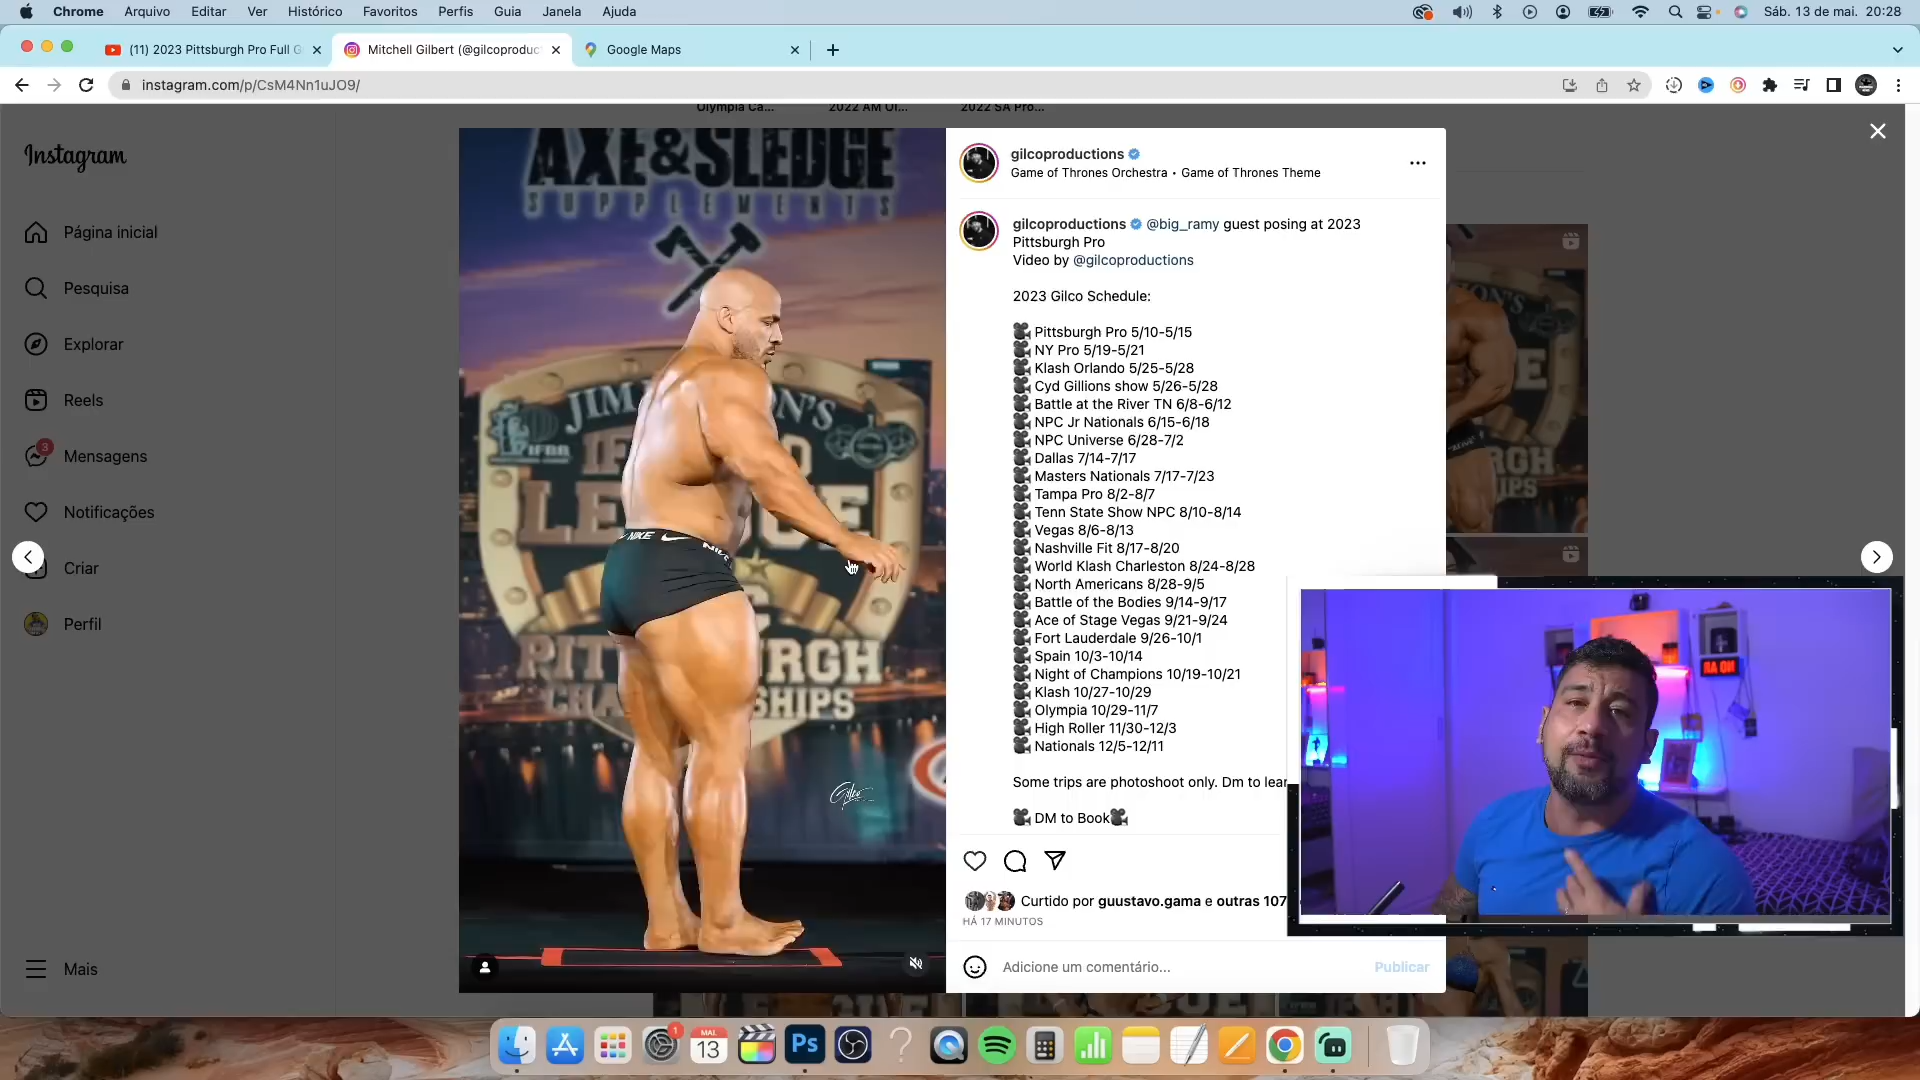 Chrome Arquivo Editar Ver Histórico Favoritos Perfis Guia Janela Ajuda
Sáb. 13 de mai. 20:28
(11) 2023 Pittsburgh Pro Full G
Mitchell Gilbert (@gilcoproduc
Google Maps
instagram.com/p/CsM4Nn1uJO9/
Olympia Ca...
2022 AM Ol...
2022 SA Pro...
Instagram
Página inicial
Pesquisa
Explorar
Reels
3
Mensagens
Notificações
Criar
Perfil
Mais
AXE&SLEDGE
SUPPLEMENTS
NIKE
Gilco
gilcoproductions
Game of Thrones Orchestra • Game of Thrones Theme
gilcoproductions @big_ramy guest posing at 2023
Pittsburgh Pro
Video by @gilcoproductions
2023 Gilco Schedule:
🎥 Pittsburgh Pro 5/10-5/15
🎥 NY Pro 5/19-5/21
🎥 Klash Orlando 5/25-5/28
🎥 Cyd Gillions show 5/26-5/28
🎥 Battle at the River TN 6/8-6/12
🎥 NPC Jr Nationals 6/15-6/18
🎥 NPC Universe 6/28-7/2
🎥 Dallas 7/14-7/17
🎥 Masters Nationals 7/17-7/23
🎥 Tampa Pro 8/2-8/7
🎥 Tenn State Show NPC 8/10-8/14
🎥 Vegas 8/6-8/13
🎥 Nashville Fit 8/17-8/20
🎥 World Klash Charleston 8/24-8/28
🎥 North Americans 8/28-9/5
🎥 Battle of the Bodies 9/14-9/17
🎥 Ace of Stage Vegas 9/21-9/24
🎥 Fort Lauderdale 9/26-10/1
🎥 Spain 10/3-10/14
🎥 Night of Champions 10/19-10/21
🎥 Klash 10/27-10/29
🎥 Olympia 10/29-11/7
🎥 High Roller 11/30-12/3
🎥 Nationals 12/5-12/11
Some trips are photoshoot only. Dm to lear
🎥 DM to Book🎥
Curtido por guustavo.gama e outras 107
HÁ 17 MINUTOS
Adicione um comentário...
Publicar
1
MAI.
13
Ps